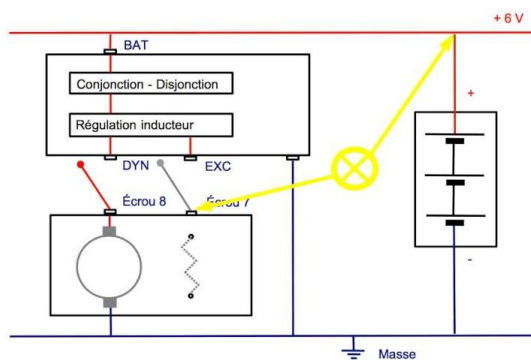 + 6 V
BAT
Conjonction - Disjonction
Régulation inducteur
+
DYN
EXC
Écrou 8
Écrou 7
-
Masse